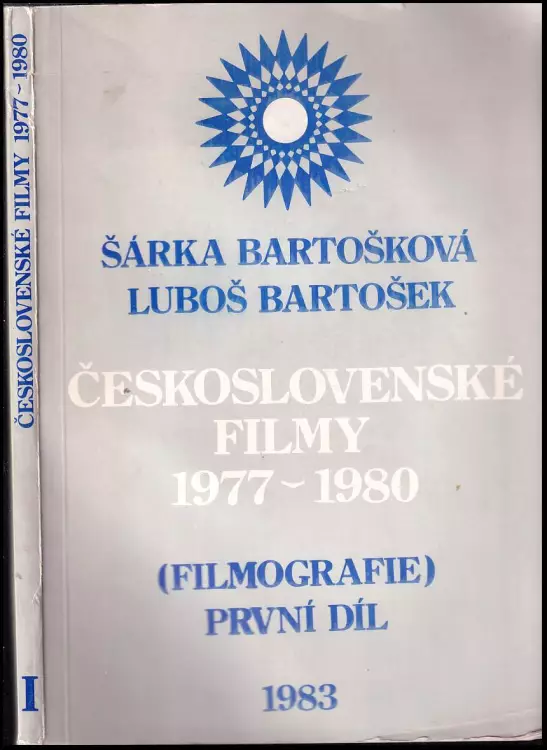 ČESKOSLOVENSKÉ FILMY 1977~1980
I
ŠÁRKA BARTOŠKOVÁ
LUBOŠ BARTOŠEK
ČESKOSLOVENSKÉ
FILMY
1977~1980
(FILMOGRAFIE)
PRVNÍ DÍL
1983